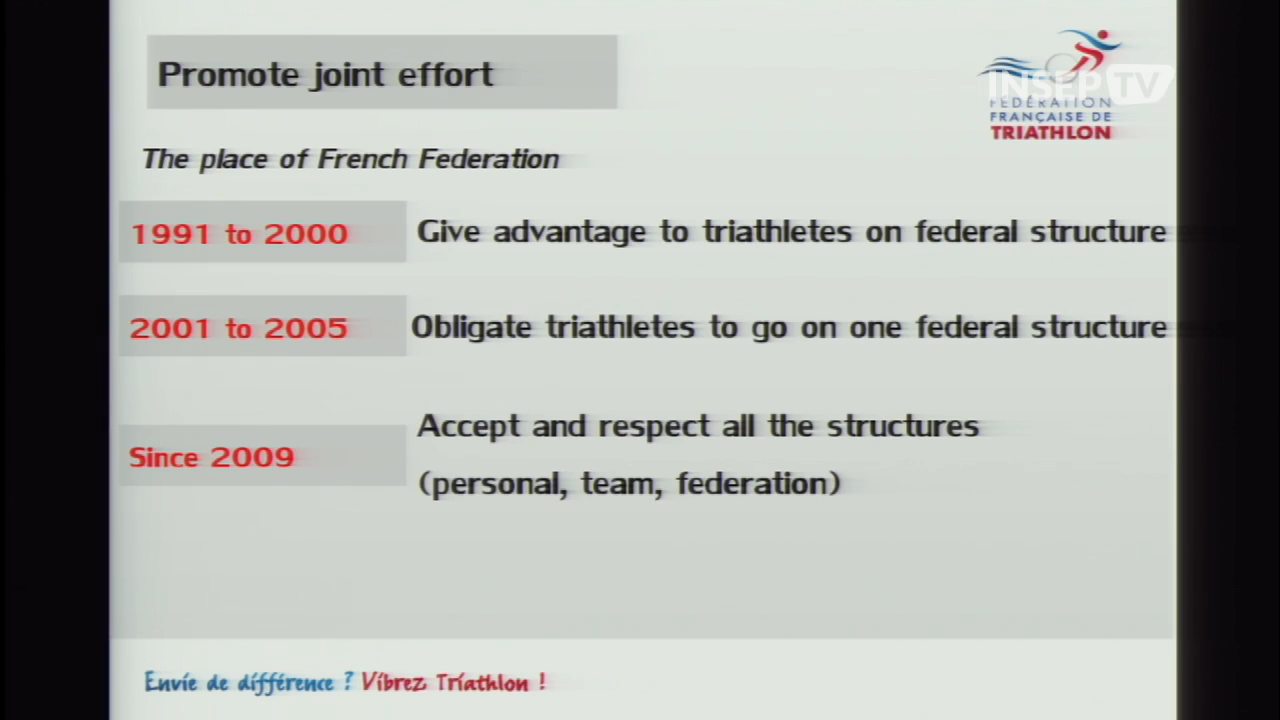 Promote joint effort
INSEP TV
FÉDÉRATION
FRANÇAISE DE
TRIATHLON
The place of French Federation
1991 to 2000 Give advantage to triathletes on federal structure
2001 to 2005 Obligate triathletes to go on one federal structure
Since 2009 Accept and respect all the structures
(personal, team, federation)
Envie de différence ? Vibrez Triathlon !